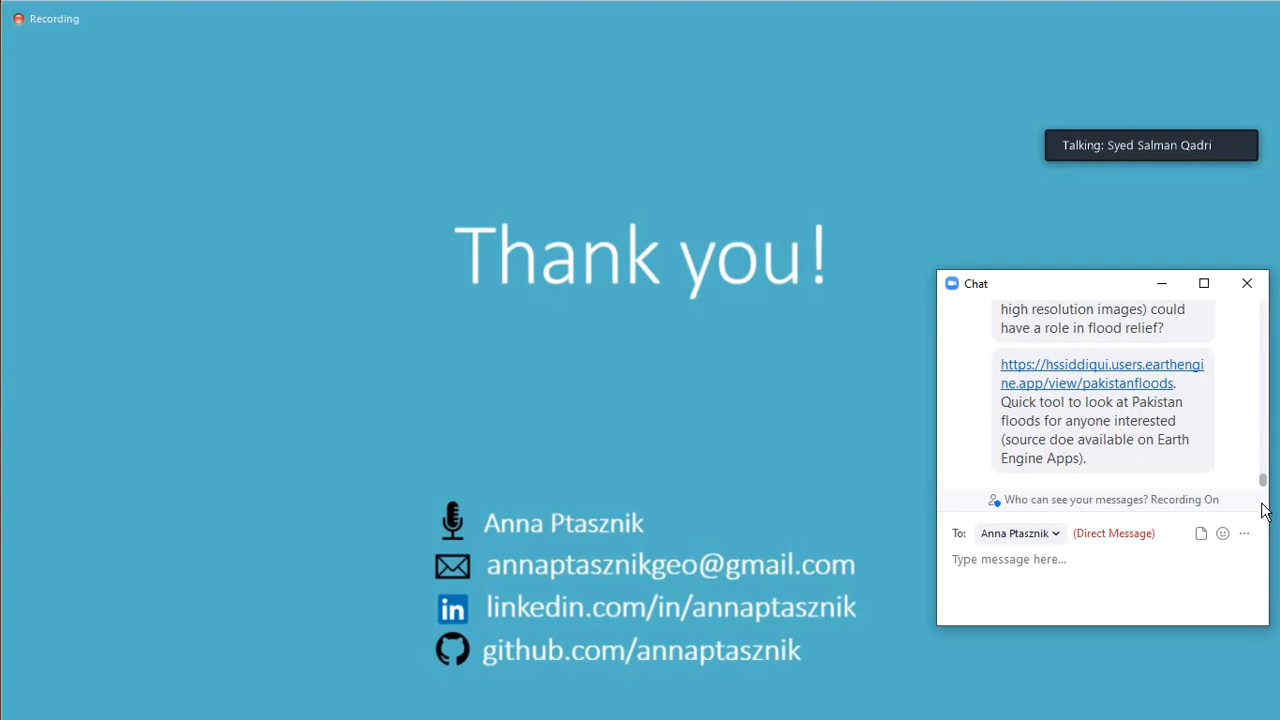 Recording
Talking: Syed Salman Qadri
Thank you!
Anna Ptasznik
annaptasznikgeo@gmail.com
in linkedin.com/in/annaptasznik
github.com/annaptasznik
Chat
high resolution images) could
have a role in flood relief?
https://hssiddiqui.users.earthengi
ne.app/view/pakistanfloods.
Quick tool to look at Pakistan
floods for anyone interested
(source doe available on Earth
Engine Apps).
Who can see your messages? Recording On
To: Anna Ptasznik (Direct Message)
Type message here...